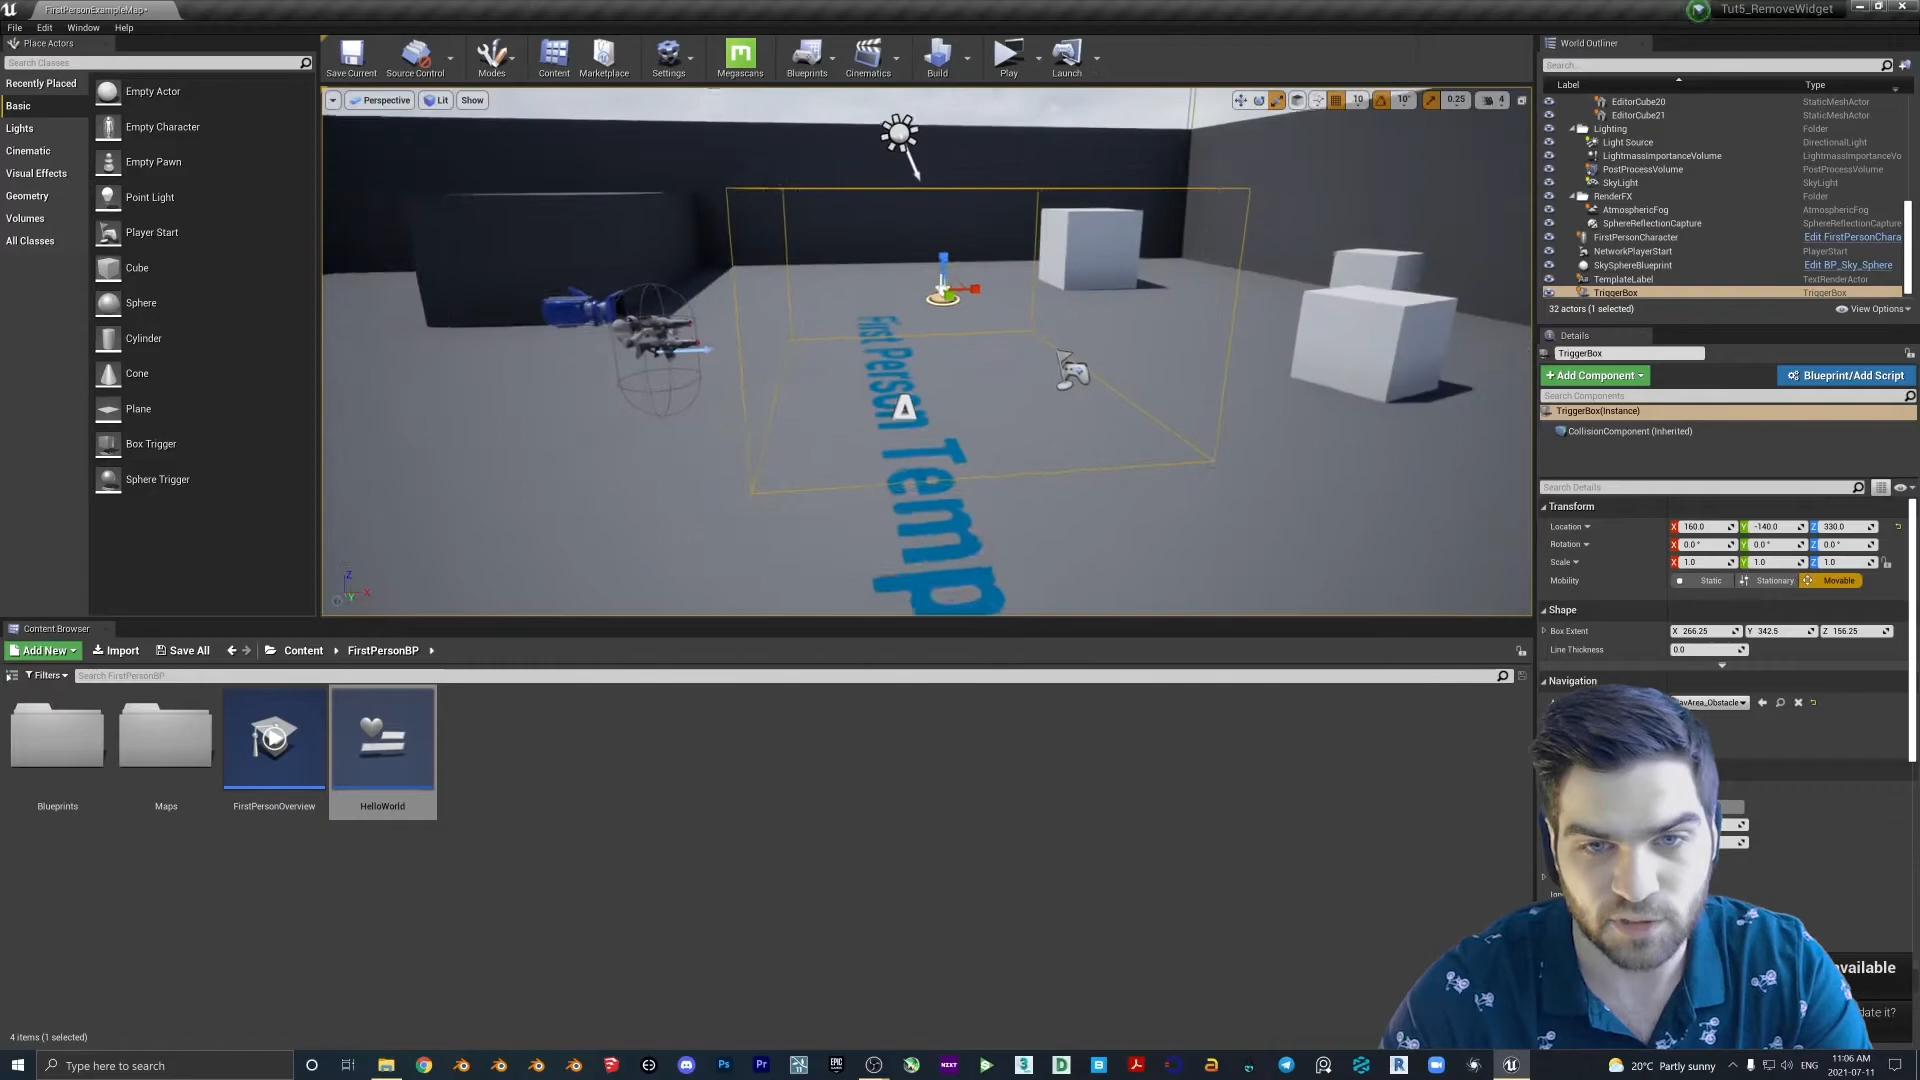 FirstPersonExampleMap*
Tut5_RemoveWidget
File Edit Window Help
Place Actors
Search Classes
Recently Placed
Basic
Lights
Cinematic
Visual Effects
Geometry
Volumes
All Classes
Empty Actor
Empty Character
Empty Pawn
Point Light
Player Start
Cube
Sphere
Cylinder
Cone
Plane
Box Trigger
Sphere Trigger
Save Current Source Control Modes Content Marketplace Settings Megascans Blueprints Cinematics Build Play Launch
Perspective Lit Show
10 10° 0.25 4
First Person Temp
Z
X
Y
World Outliner
Search...
Label Type
EditorCube20 StaticMeshActor
EditorCube21 StaticMeshActor
Lighting Folder
Light Source DirectionalLight
LightmassImportanceVolume LightmassImportanceVo
PostProcessVolume PostProcessVolume
SkyLight SkyLight
RenderFX Folder
AtmosphericFog AtmosphericFog
SphereReflectionCapture SphereReflectionCapture
FirstPersonCharacter Edit FirstPersonChara
NetworkPlayerStart PlayerStart
SkySphereBlueprint Edit BP_Sky_Sphere
TemplateLabel TextRenderActor
TriggerBox TriggerBox
32 actors (1 selected) View Options
Details
TriggerBox
+ Add Component Blueprint/Add Script
Search Components
TriggerBox(Instance)
CollisionComponent (Inherited)
Search Details
Transform
Location X 160.0 Y -140.0 Z 330.0
Rotation X 0.0° Y 0.0° Z 0.0°
Scale X 1.0 Y 1.0 Z 1.0
Mobility Static Stationary Movable
Shape
Box Extent X 266.25 Y 342.5 Z 156.25
Line Thickness 0.0
Navigation
avArea_Obstacle
available
date it?
Content Browser
Add New Import Save All Content FirstPersonBP
Filters Search FirstPersonBP
Blueprints
Maps
FirstPersonOverview
HelloWorld
4 items (1 selected)
Type here to search
20°C Partly sunny
ENG
11:06 AM
2021-07-11